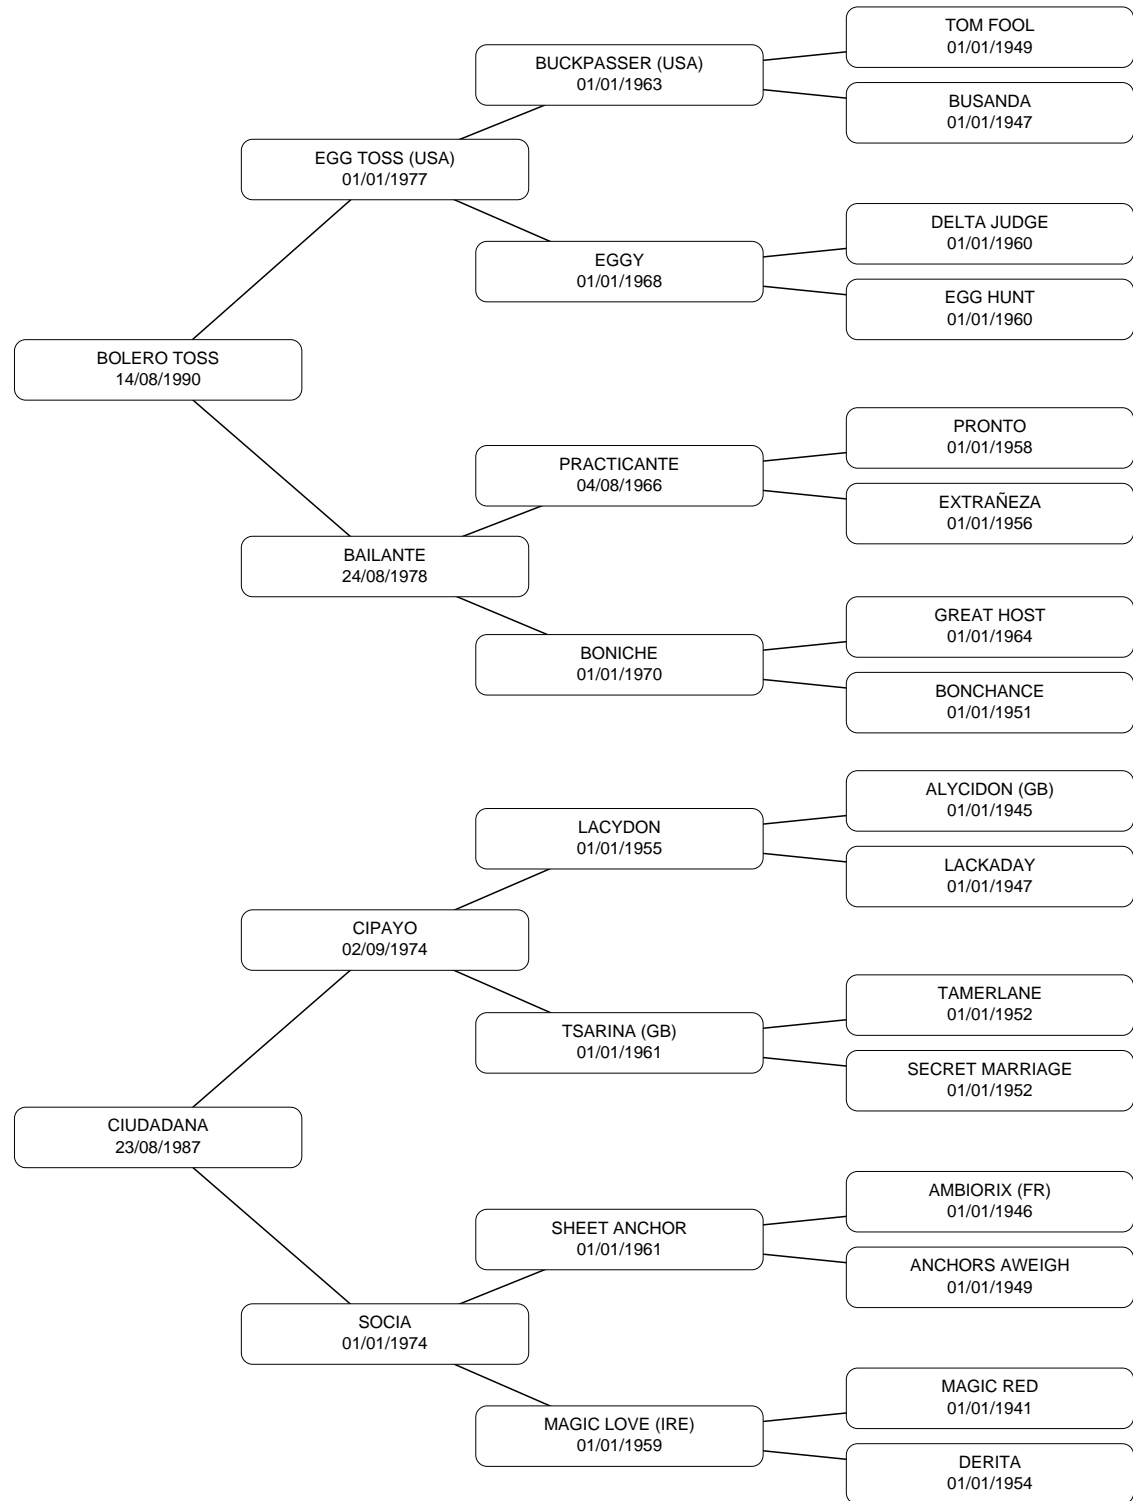 TOM FOOL
01/01/1949
BUCKPASSER (USA)
01/01/1963
BUSANDA
01/01/1947
EGG TOSS (USA)
01/01/1977
DELTA JUDGE
01/01/1960
EGGY
01/01/1968
EGG HUNT
01/01/1960
BOLERO TOSS
14/08/1990
PRONTO
01/01/1958
PRACTICANTE
04/08/1966
EXTRAÑEZA
01/01/1956
BAILANTE
24/08/1978
GREAT HOST
01/01/1964
BONICHE
01/01/1970
BONCHANCE
01/01/1951
ALYCIDON (GB)
01/01/1945
LACYDON
01/01/1955
LACKADAY
01/01/1947
CIPAYO
02/09/1974
TAMERLANE
01/01/1952
TSARINA (GB)
01/01/1961
SECRET MARRIAGE
01/01/1952
CIUDADANA
23/08/1987
AMBIORIX (FR)
01/01/1946
SHEET ANCHOR
01/01/1961
ANCHORS AWEIGH
01/01/1949
SOCIA
01/01/1974
MAGIC RED
01/01/1941
MAGIC LOVE (IRE)
01/01/1959
DERITA
01/01/1954